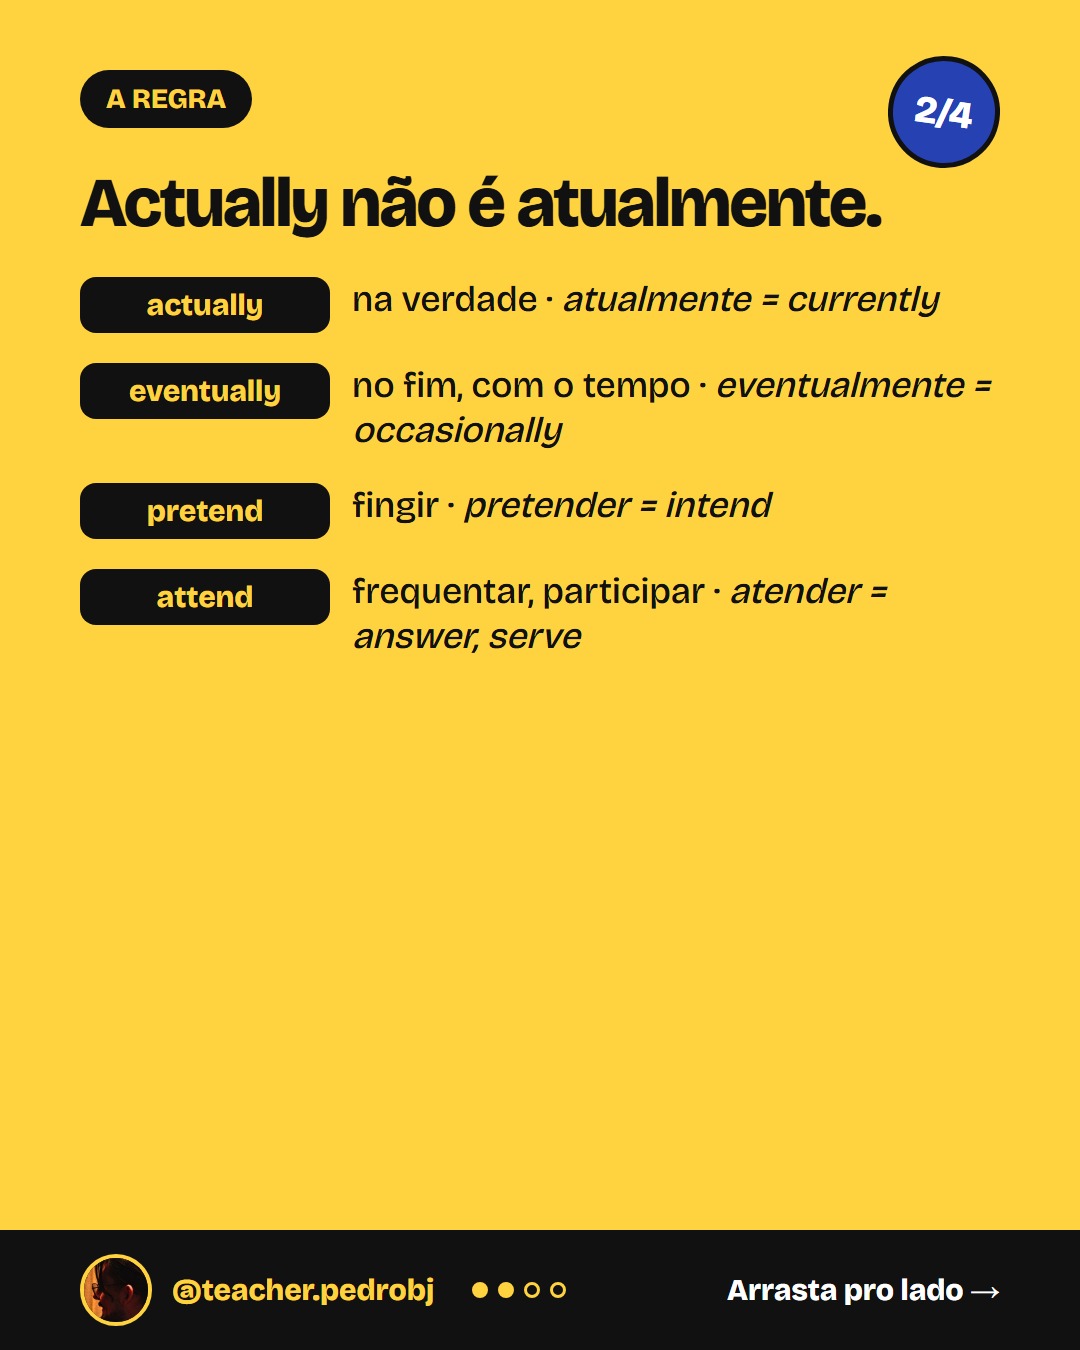 A REGRA
2/4
Actually não é atualmente.
actually
na verdade · atualmente = currently
eventually
no fim, com o tempo · eventualmente =
occasionally
pretend
fingir · pretender = intend
attend
frequentar, participar · atender =
answer, serve
@teacher.pedrobj
Arrasta pro lado →